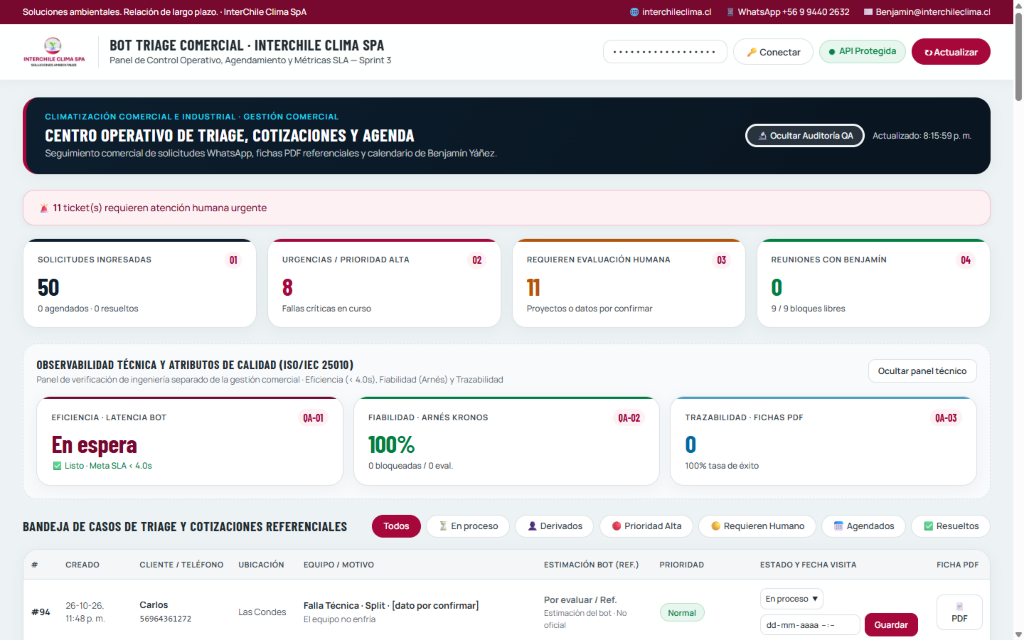 Soluciones ambientales. Relación de largo plazo. · InterChile Clima SpA
interchileclima.cl
WhatsApp +56 9 9440 2632
Benjamin@interchileclima.cl
INTERCHILE CLIMA SPA
BOT TRIAGE COMERCIAL · INTERCHILE CLIMA SPA
Panel de Control Operativo, Agendamiento y Métricas SLA — Sprint 3
Conectar
API Protegida
Actualizar
CLIMATIZACIÓN COMERCIAL E INDUSTRIAL · GESTIÓN COMERCIAL
CENTRO OPERATIVO DE TRIAGE, COTIZACIONES Y AGENDA
Seguimiento comercial de solicitudes WhatsApp, fichas PDF referenciales y calendario de Benjamín Yáñez.
Ocultar Auditoría QA
Actualizado: 8:15:59 p. m.
11 ticket(s) requieren atención humana urgente
SOLICITUDES INGRESADAS 01
50
0 agendados · 0 resueltos
URGENCIAS / PRIORIDAD ALTA 02
8
Fallas críticas en curso
REQUIEREN EVALUACIÓN HUMANA 03
11
Proyectos o datos por confirmar
REUNIONES CON BENJAMÍN 04
0
9 / 9 bloques libres
OBSERVABILIDAD TÉCNICA Y ATRIBUTOS DE CALIDAD (ISO/IEC 25010)
Panel de verificación de ingeniería separado de la gestión comercial · Eficiencia (< 4.0s), Fiabilidad (Arnés) y Trazabilidad
Ocultar panel técnico
EFICIENCIA · LATENCIA BOT QA-01
En espera
Listo · Meta SLA < 4.0s
FIABILIDAD · ARNÉS KRONOS QA-02
100%
0 bloqueadas / 0 eval.
TRAZABILIDAD · FICHAS PDF QA-03
0
100% tasa de éxito
BANDEJA DE CASOS DE TRIAGE Y COTIZACIONES REFERENCIALES
Todos
En proceso
Derivados
Prioridad Alta
Requieren Humano
Agendados
Resueltos
# CREADO CLIENTE / TELÉFONO UBICACIÓN EQUIPO / MOTIVO ESTIMACIÓN BOT (REF.) PRIORIDAD ESTADO Y FECHA VISITA FICHA PDF
#94
26-10-26,
11:48 p. m.
Carlos
56964361272
Las Condes
Falla Técnica · Split · [dato por confirmar]
El equipo no enfria
Por evaluar / Ref.
Estimación del bot · No
oficial
Normal
En proceso ▼
dd-mm-aaaa --:--
Guardar
PDF